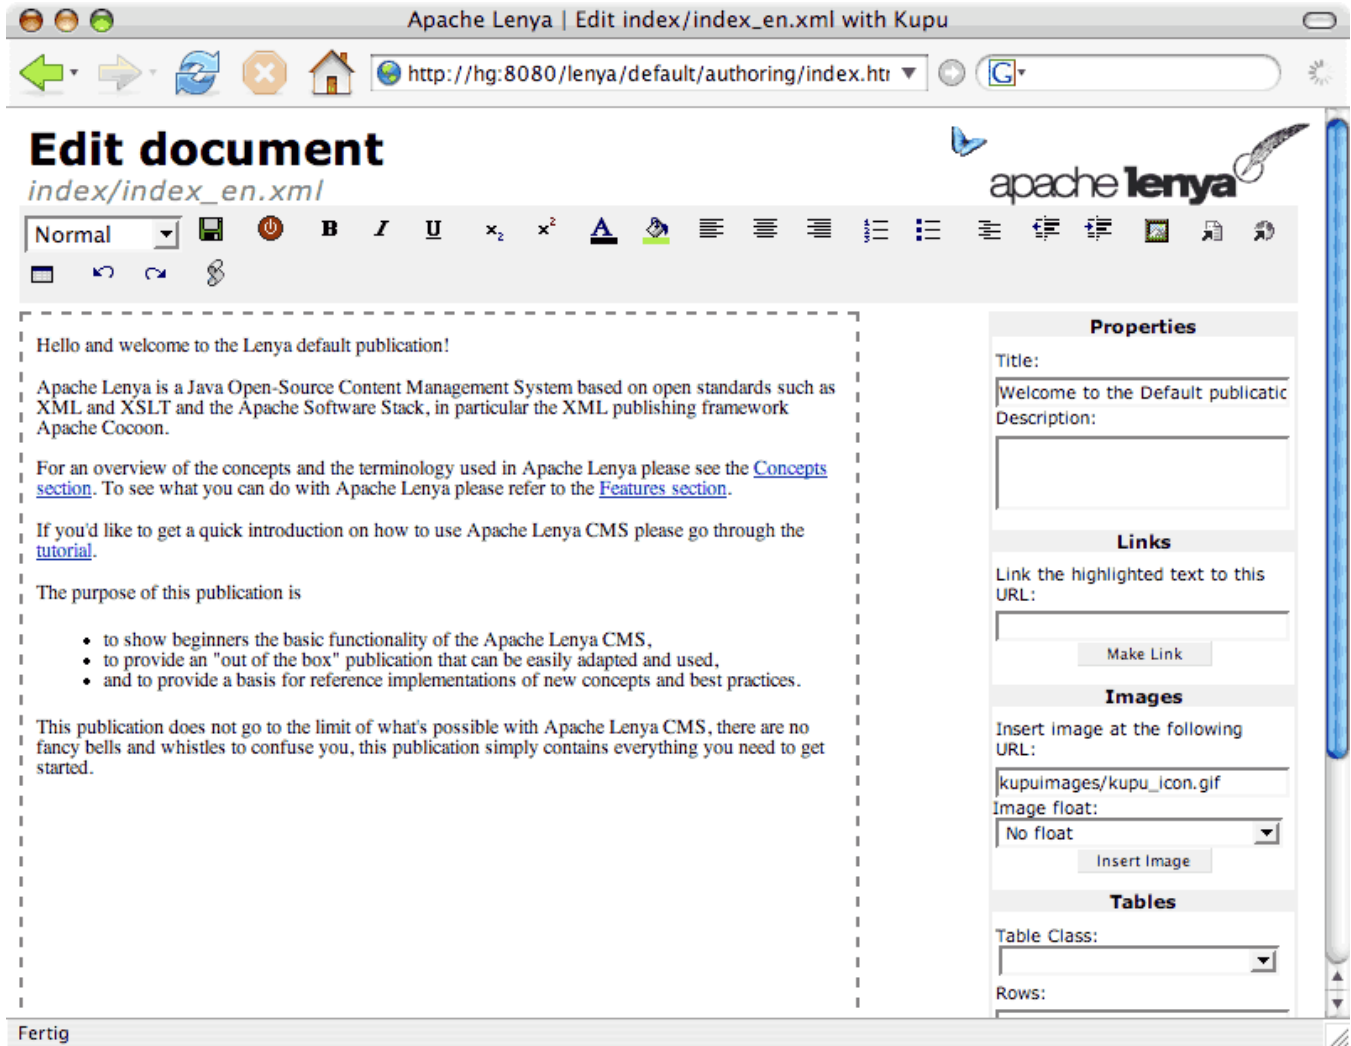 Apache Lenya | Edit index/index_en.xml with Kupu
http://hg:8080/lenya/default/authoring/index.htr
G
Edit document
index/index_en.xml
apache lenya
Normal
B I U x2 x2 A
Hello and welcome to the Lenya default publication!
Apache Lenya is a Java Open-Source Content Management System based on open standards such as
XML and XSLT and the Apache Software Stack, in particular the XML publishing framework
Apache Cocoon.
For an overview of the concepts and the terminology used in Apache Lenya please see the Concepts
section. To see what you can do with Apache Lenya please refer to the Features section.
If you'd like to get a quick introduction on how to use Apache Lenya CMS please go through the
tutorial.
The purpose of this publication is
• to show beginners the basic functionality of the Apache Lenya CMS,
• to provide an "out of the box" publication that can be easily adapted and used,
• and to provide a basis for reference implementations of new concepts and best practices.
This publication does not go to the limit of what's possible with Apache Lenya CMS, there are no
fancy bells and whistles to confuse you, this publication simply contains everything you need to get
started.
Properties
Title:
Welcome to the Default publicatic
Description:
Links
Link the highlighted text to this
URL:
Make Link
Images
Insert image at the following
URL:
kupuimages/kupu_icon.gif
Image float:
No float
Insert Image
Tables
Table Class:
Rows:
Fertig